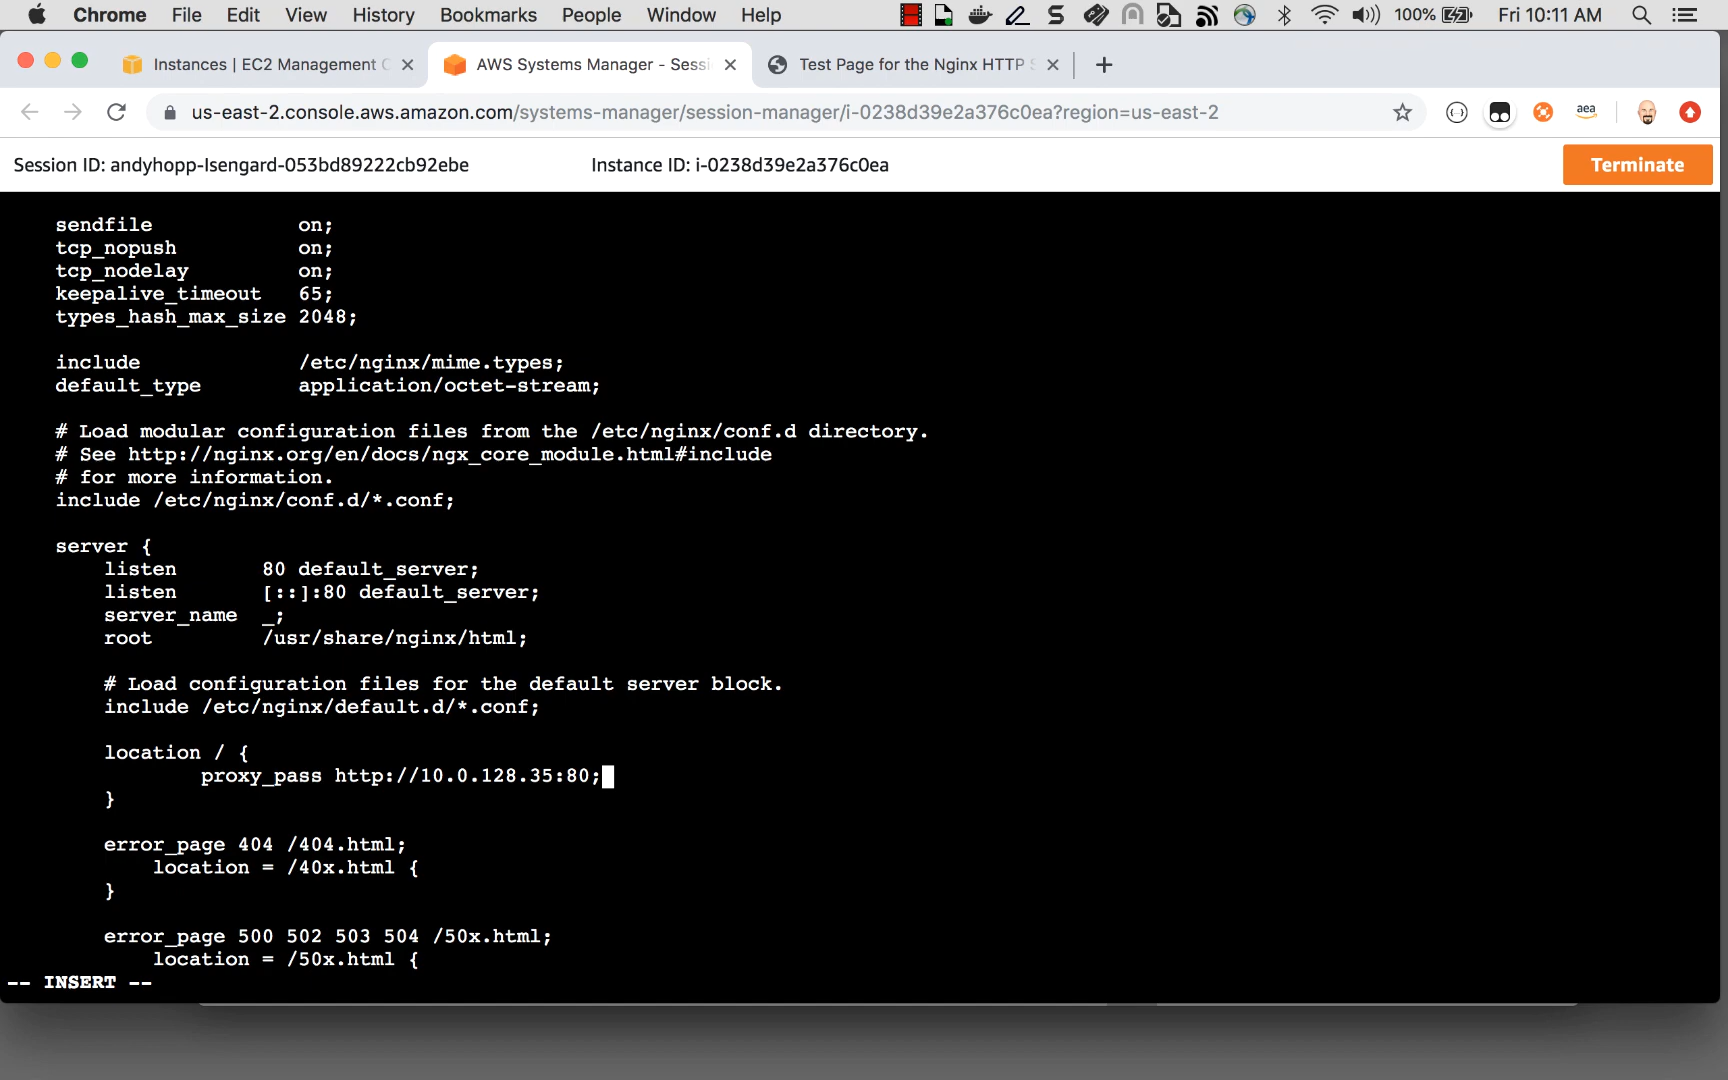 Chrome File Edit View History Bookmarks People Window Help 100% Fri 10:11 AM
Instances | EC2 Management C AWS Systems Manager - Sessi Test Page for the Nginx HTTP S
us-east-2.console.aws.amazon.com/systems-manager/session-manager/i-0238d39e2a376c0ea?region=us-east-2 aea
Session ID: andyhopp-Isengard-053bd89222cb92ebe Instance ID: i-0238d39e2a376c0ea Terminate
sendfile on;
tcp_nopush on;
tcp_nodelay on;
keepalive_timeout 65;
types_hash_max_size 2048;
include /etc/nginx/mime.types;
default_type application/octet-stream;
# Load modular configuration files from the /etc/nginx/conf.d directory.
# See http://nginx.org/en/docs/ngx_core_module.html#include
# for more information.
include /etc/nginx/conf.d/*.conf;
server {
listen 80 default_server;
listen [::]:80 default_server;
server_name _;
root /usr/share/nginx/html;
# Load configuration files for the default server block.
include /etc/nginx/default.d/*.conf;
location / {
proxy_pass http://10.0.128.35:80;
}
error_page 404 /404.html;
location = /40x.html {
}
error_page 500 502 503 504 /50x.html;
location = /50x.html {
-- INSERT --